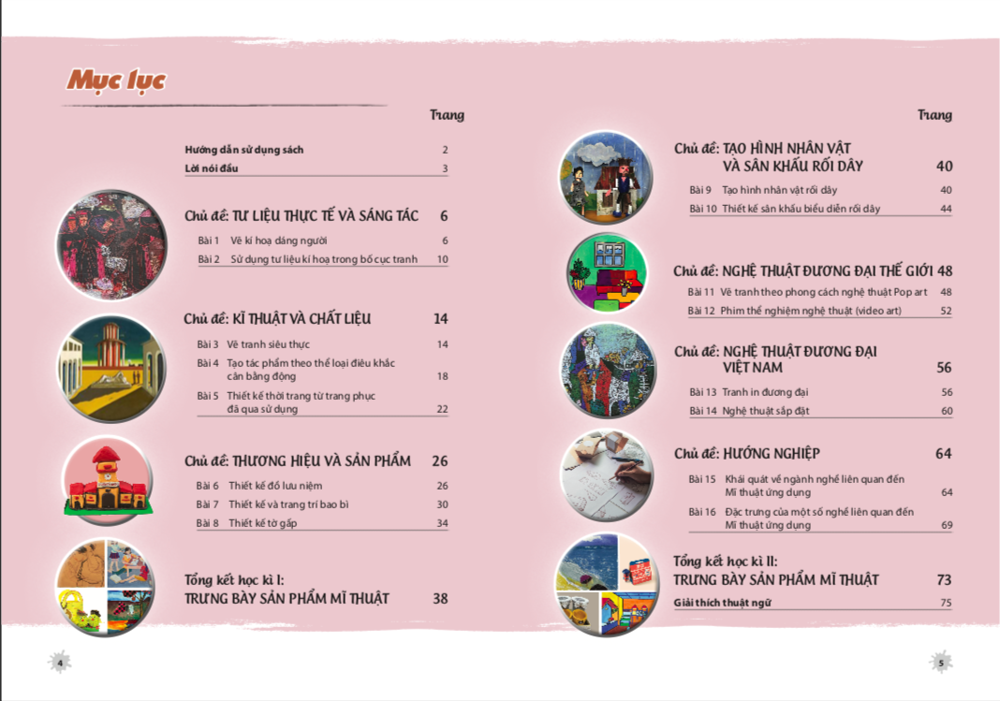 Mục lục
Trang
Hướng dẫn sử dụng sách 2
Lời nói đầu 3
Chủ đề: TƯ LIỆU THỰC TẾ VÀ SÁNG TÁC 6
Bài 1 Vẽ kí hoạ dáng người 6
Bài 2 Sử dụng tư liệu kí hoạ trong bố cục tranh 10
Chủ đề: KĨ THUẬT VÀ CHẤT LIỆU 14
Bài 3 Vẽ tranh siêu thực 14
Bài 4 Tạo tác phẩm theo thể loại điêu khắc
cân bằng động 18
Bài 5 Thiết kế thời trang từ trang phục
đã qua sử dụng 22
Chủ đề: THƯƠNG HIỆU VÀ SẢN PHẨM 26
Bài 6 Thiết kế đồ lưu niệm 26
Bài 7 Thiết kế và trang trí bao bì 30
Bài 8 Thiết kế tờ gấp 34
Tổng kết học kì I:
TRƯNG BÀY SẢN PHẨM MĨ THUẬT 38
4
Trang
Chủ đề: TẠO HÌNH NHÂN VẬT
VÀ SÂN KHẤU RỐI DÂY 40
Bài 9 Tạo hình nhân vật rối dây 40
Bài 10 Thiết kế sân khấu biểu diễn rối dây 44
Chủ đề: NGHỆ THUẬT ĐƯƠNG ĐẠI THẾ GIỚI 48
Bài 11 Vẽ tranh theo phong cách nghệ thuật Pop art 48
Bài 12 Phim thể nghiệm nghệ thuật (video art) 52
Chủ đề: NGHỆ THUẬT ĐƯƠNG ĐẠI
VIỆT NAM 56
Bài 13 Tranh in đương đại 56
Bài 14 Nghệ thuật sắp đặt 60
Chủ đề: HƯỚNG NGHIỆP 64
Bài 15 Khái quát về ngành nghề liên quan đến
Mĩ thuật ứng dụng 64
Bài 16 Đặc trưng của một số nghề liên quan đến
Mĩ thuật ứng dụng 69
Tổng kết học kì II:
TRƯNG BÀY SẢN PHẨM MĨ THUẬT 73
Giải thích thuật ngữ 75
5